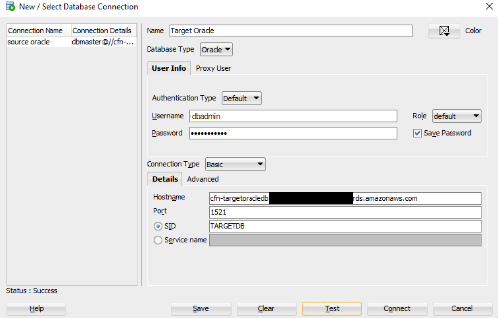 New / Select Database Connection
Connection Name Connection Details
source oracle dbmaster@//cfn-...
Name Target Oracle Color
Database Type Oracle
User Info Proxy User
Authentication Type Default
Username dbadmin Role default
Password ••••••••••• Save Password
Connection Type Basic
Details Advanced
Hostname cfn-targetoracledb rds.amazonaws.com
Port 1521
SID TARGETDB
Service name
Status : Success
Help Save Clear Test Connect Cancel